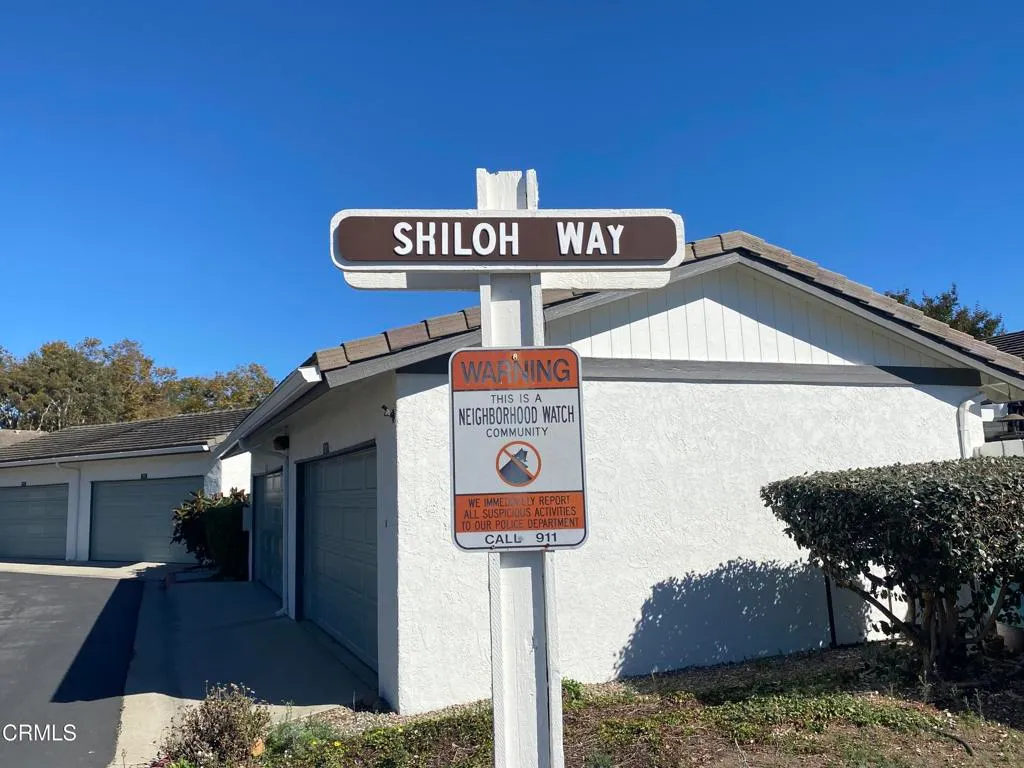 SHILOH WAY
WARNING
THIS IS A
NEIGHBORHOOD WATCH
COMMUNITY
WE IMMEDIATELY REPORT
ALL SUSPICIOUS ACTIVITIES
TO OUR POLICE DEPARTMENT
CALL 911
CRMLS